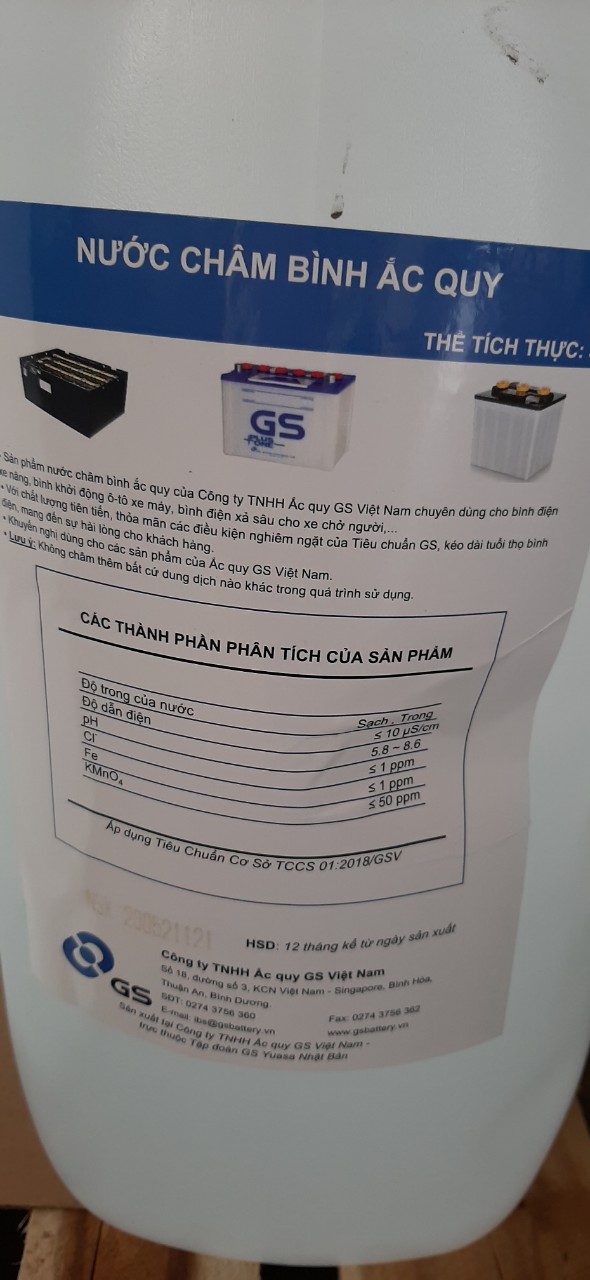 NƯỚC CHÂM BÌNH ẮC QUY
THỂ TÍCH THỰC:
GS
PLUS
TONE
- Sản phẩm nước châm bình ắc quy của Công ty TNHH Ắc quy GS Việt Nam chuyên dùng cho bình điện
xe nâng, bình khởi động ô-tô xe máy, bình điện xả sâu cho xe chở người,...
• Với chất lượng tiên tiến, thỏa mãn các điều kiện nghiêm ngặt của Tiêu chuẩn GS, kéo dài tuổi thọ bình
điện, mang đến sự hài lòng cho khách hàng.
• Khuyến nghị dùng cho các sản phẩm của Ắc quy GS Việt Nam.
• Lưu ý: Không châm thêm bất cứ dung dịch nào khác trong quá trình sử dụng.
CÁC THÀNH PHẦN PHÂN TÍCH CỦA SẢN PHẨM
Độ trong của nước Sạch, Trong
Độ dẫn điện ≤ 10 µS/cm
pH 5.8 – 8.6
Cl⁻ ≤ 1 ppm
Fe ≤ 1 ppm
KMnO₄ ≤ 50 ppm
Áp dụng Tiêu Chuẩn Cơ Sở TCCS 01:2018/GSV
200521121
HSD: 12 tháng kể từ ngày sản xuất
GS
Công ty TNHH Ắc quy GS Việt Nam
Số 18, đường số 3, KCN Việt Nam - Singapore, Bình Hòa,
Thuận An, Bình Dương.
SĐT: 0274 3756 360 Fax: 0274 3756 362
E-mail: ibs@gsbattery.vn www.gsbattery.vn
Sản xuất tại Công ty TNHH Ắc quy GS Việt Nam -
trực thuộc Tập đoàn GS Yuasa Nhật Bản